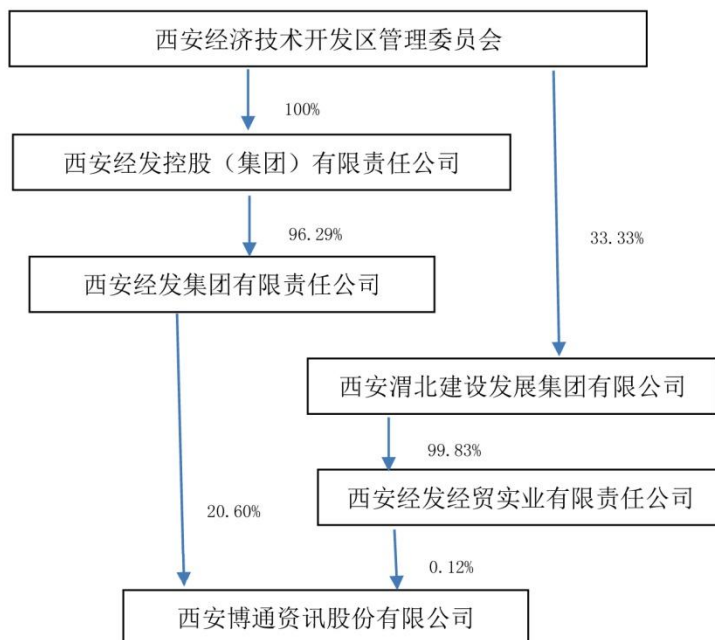 西安经济技术开发区管理委员会
100%
西安经发控股（集团）有限责任公司
96.29%
33.33%
西安经发集团有限责任公司
西安渭北建设发展集团有限公司
99.83%
西安经发经贸实业有限责任公司
20.60%
0.12%
西安博通资讯股份有限公司